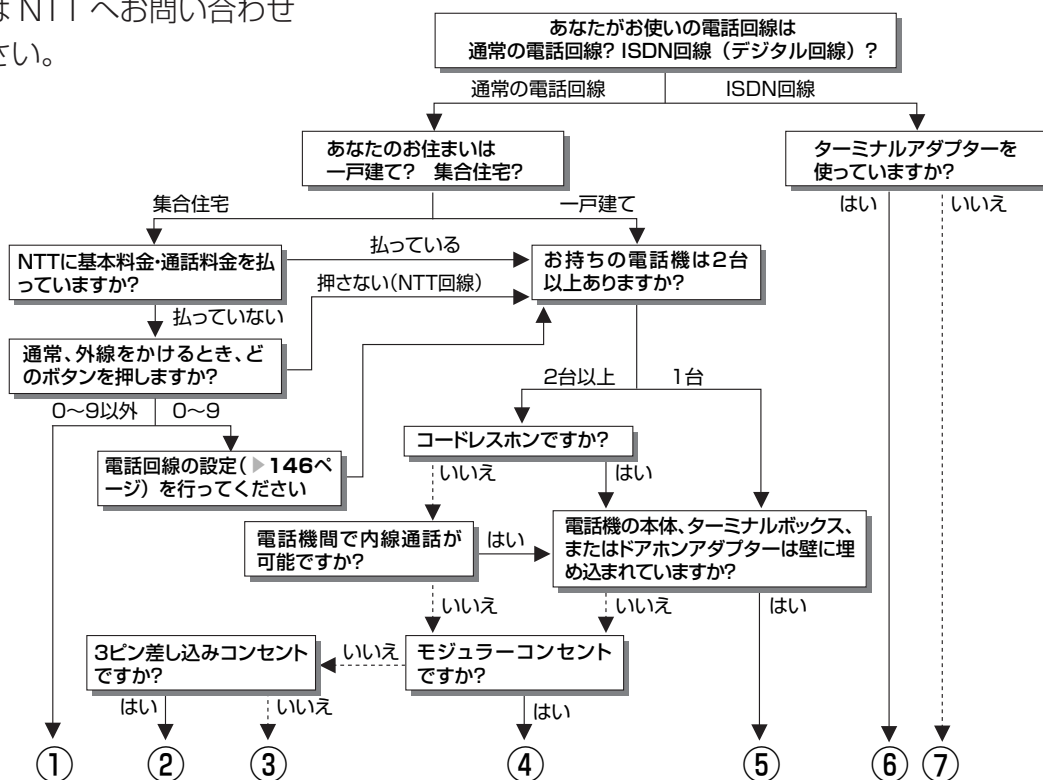 は NTT へお問い合わせ
さい。
あなたがお使いの電話回線は
通常の電話回線? ISDN回線（デジタル回線）?
通常の電話回線
ISDN回線
あなたのお住まいは
一戸建て?　集合住宅?
ターミナルアダプターを
使っていますか?
集合住宅
一戸建て
はい
いいえ
NTTに基本料金・通話料金を払
っていますか?
払っている
お持ちの電話機は2台
以上ありますか?
押さない（NTT回線）
払っていない
通常、外線をかけるとき、ど
のボタンを押しますか?
2台以上
1台
0〜9以外
0〜9
コードレスホンですか?
電話回線の設定（▶146ペ
ージ）を行ってください
いいえ
はい
電話機間で内線通話が
可能ですか?
はい
電話機の本体、ターミナルボックス、
またはドアホンアダプターは壁に埋
め込まれていますか?
いいえ
いいえ
はい
3ピン差し込みコンセント
ですか?
いいえ
モジュラーコンセント
ですか?
はい
いいえ
はい
①
②
③
④
⑤
⑥
⑦